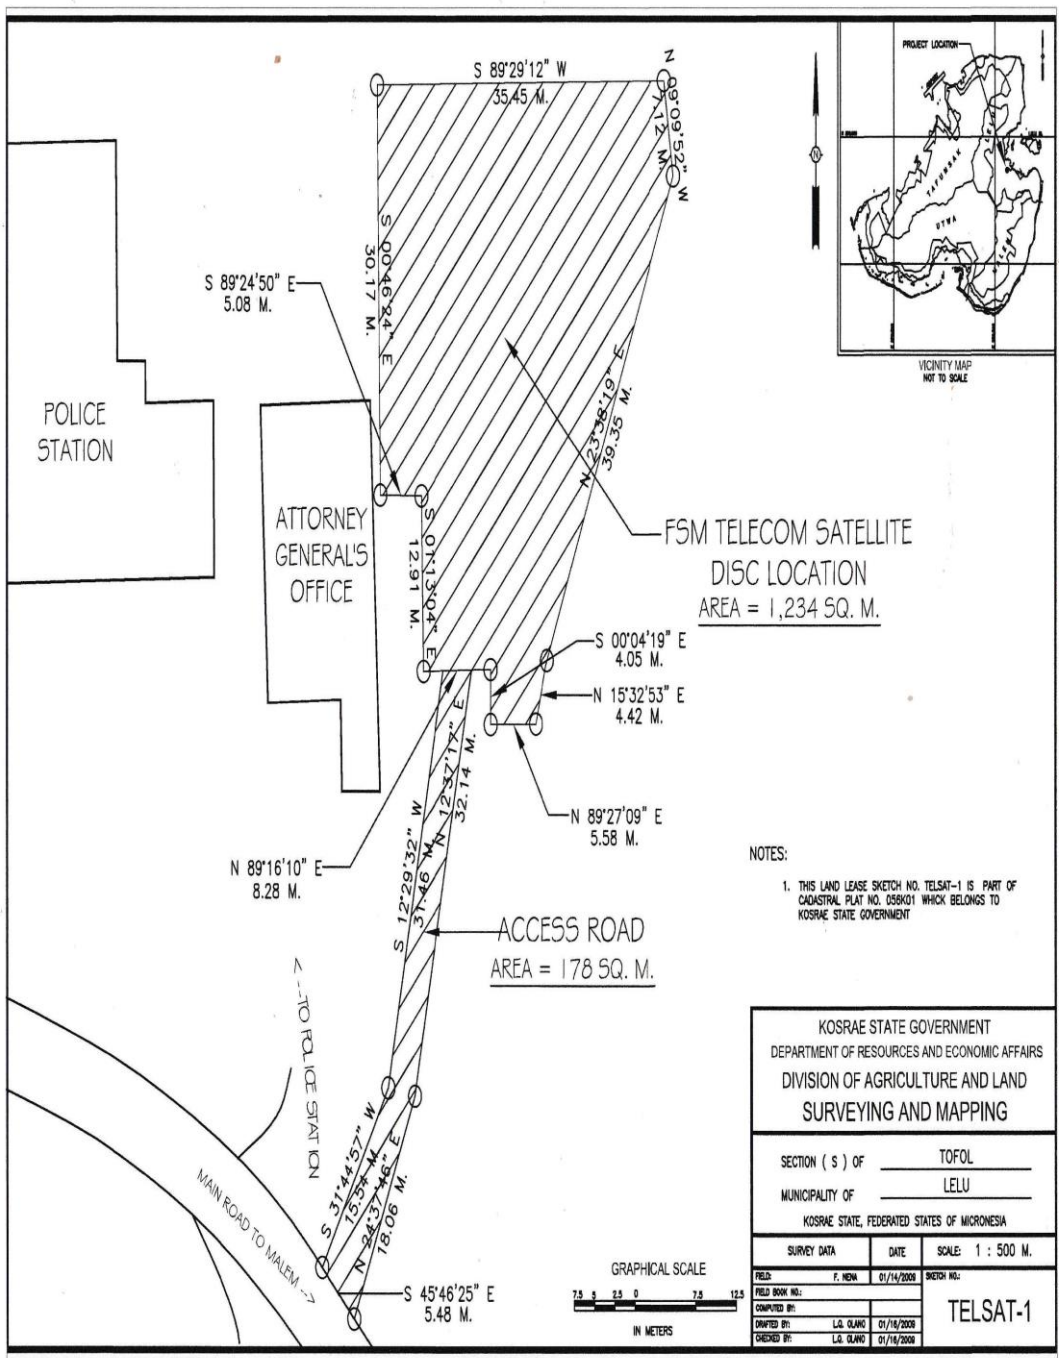 S 89°29'12" W
35.45 M.
N 09°09'52" W
7.12 M.
PROJECT LOCATION
LELU
TAFUNSAK
UTWA
N
VICINITY MAP
NOT TO SCALE
S 89°24'50" E
5.08 M.
S 00°46'24" E
30.17 M.
N 23°38'19" E
39.35 M.
POLICE
STATION
ATTORNEY
GENERAL'S
OFFICE
S 01°13'04" E
12.91 M.
FSM TELECOM SATELLITE
DISC LOCATION
AREA = 1,234 SQ. M.
S 00°04'19" E
4.05 M.
N 15°32'53" E
4.42 M.
N 89°27'09" E
5.58 M.
N 89°16'10" E
8.28 M.
S 12°29'32" W
31.46 M.
N 12°37'17" E
32.14 M.
ACCESS ROAD
AREA = 178 SQ. M.
NOTES:
1. THIS LAND LEASE SKETCH NO. TELSAT-1 IS PART OF
CADASTRAL PLAT NO. 056K01 WHICK BELONGS TO
KOSRAE STATE GOVERNMENT
<---TO POLICE STATION
MAIN ROAD TO MALEM -->
S 31°44'57" W
15.54 M.
N 24°37'46" E
18.06 M.
S 45°46'25" E
5.48 M.
GRAPHICAL SCALE
7.5 5 2.5 0 7.5 12.5
IN METERS
KOSRAE STATE GOVERNMENT
DEPARTMENT OF RESOURCES AND ECONOMIC AFFAIRS
DIVISION OF AGRICULTURE AND LAND
SURVEYING AND MAPPING
SECTION ( S ) OF TOFOL
MUNICIPALITY OF LELU
KOSRAE STATE, FEDERATED STATES OF MICRONESIA
SURVEY DATA DATE SCALE: 1 : 500 M.
FIELD: F. NENA 01/14/2009 SKETCH NO.:
FIELD BOOK NO.:
COMPUTED BY:
TELSAT-1
DRAFTED BY: L.Q. OLANO 01/16/2009
CHECKED BY: L.Q. OLANO 01/16/2009